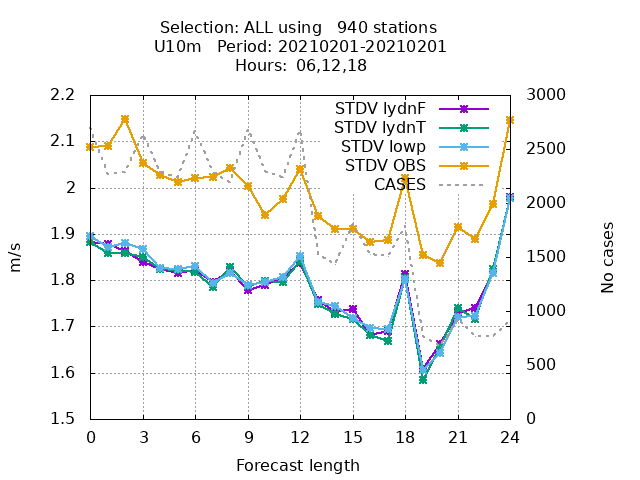 Selection: ALL using   940 stations
U10m   Period: 20210201-20210201
Hours:  06,12,18
2.2
2.1
2
1.9
1.8
1.7
1.6
1.5
m/s
3000
2500
2000
1500
1000
500
0
No cases
STDV lydnF
STDV lydnT
STDV lowp
STDV OBS
CASES
0 3 6 9 12 15 18 21 24
Forecast length